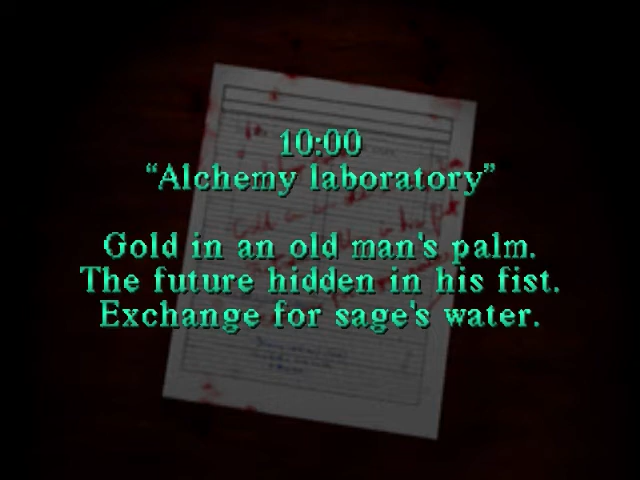 10:00
“Alchemy laboratory”
Gold in an old man's palm.
The future hidden in his fist.
Exchange for sage's water.